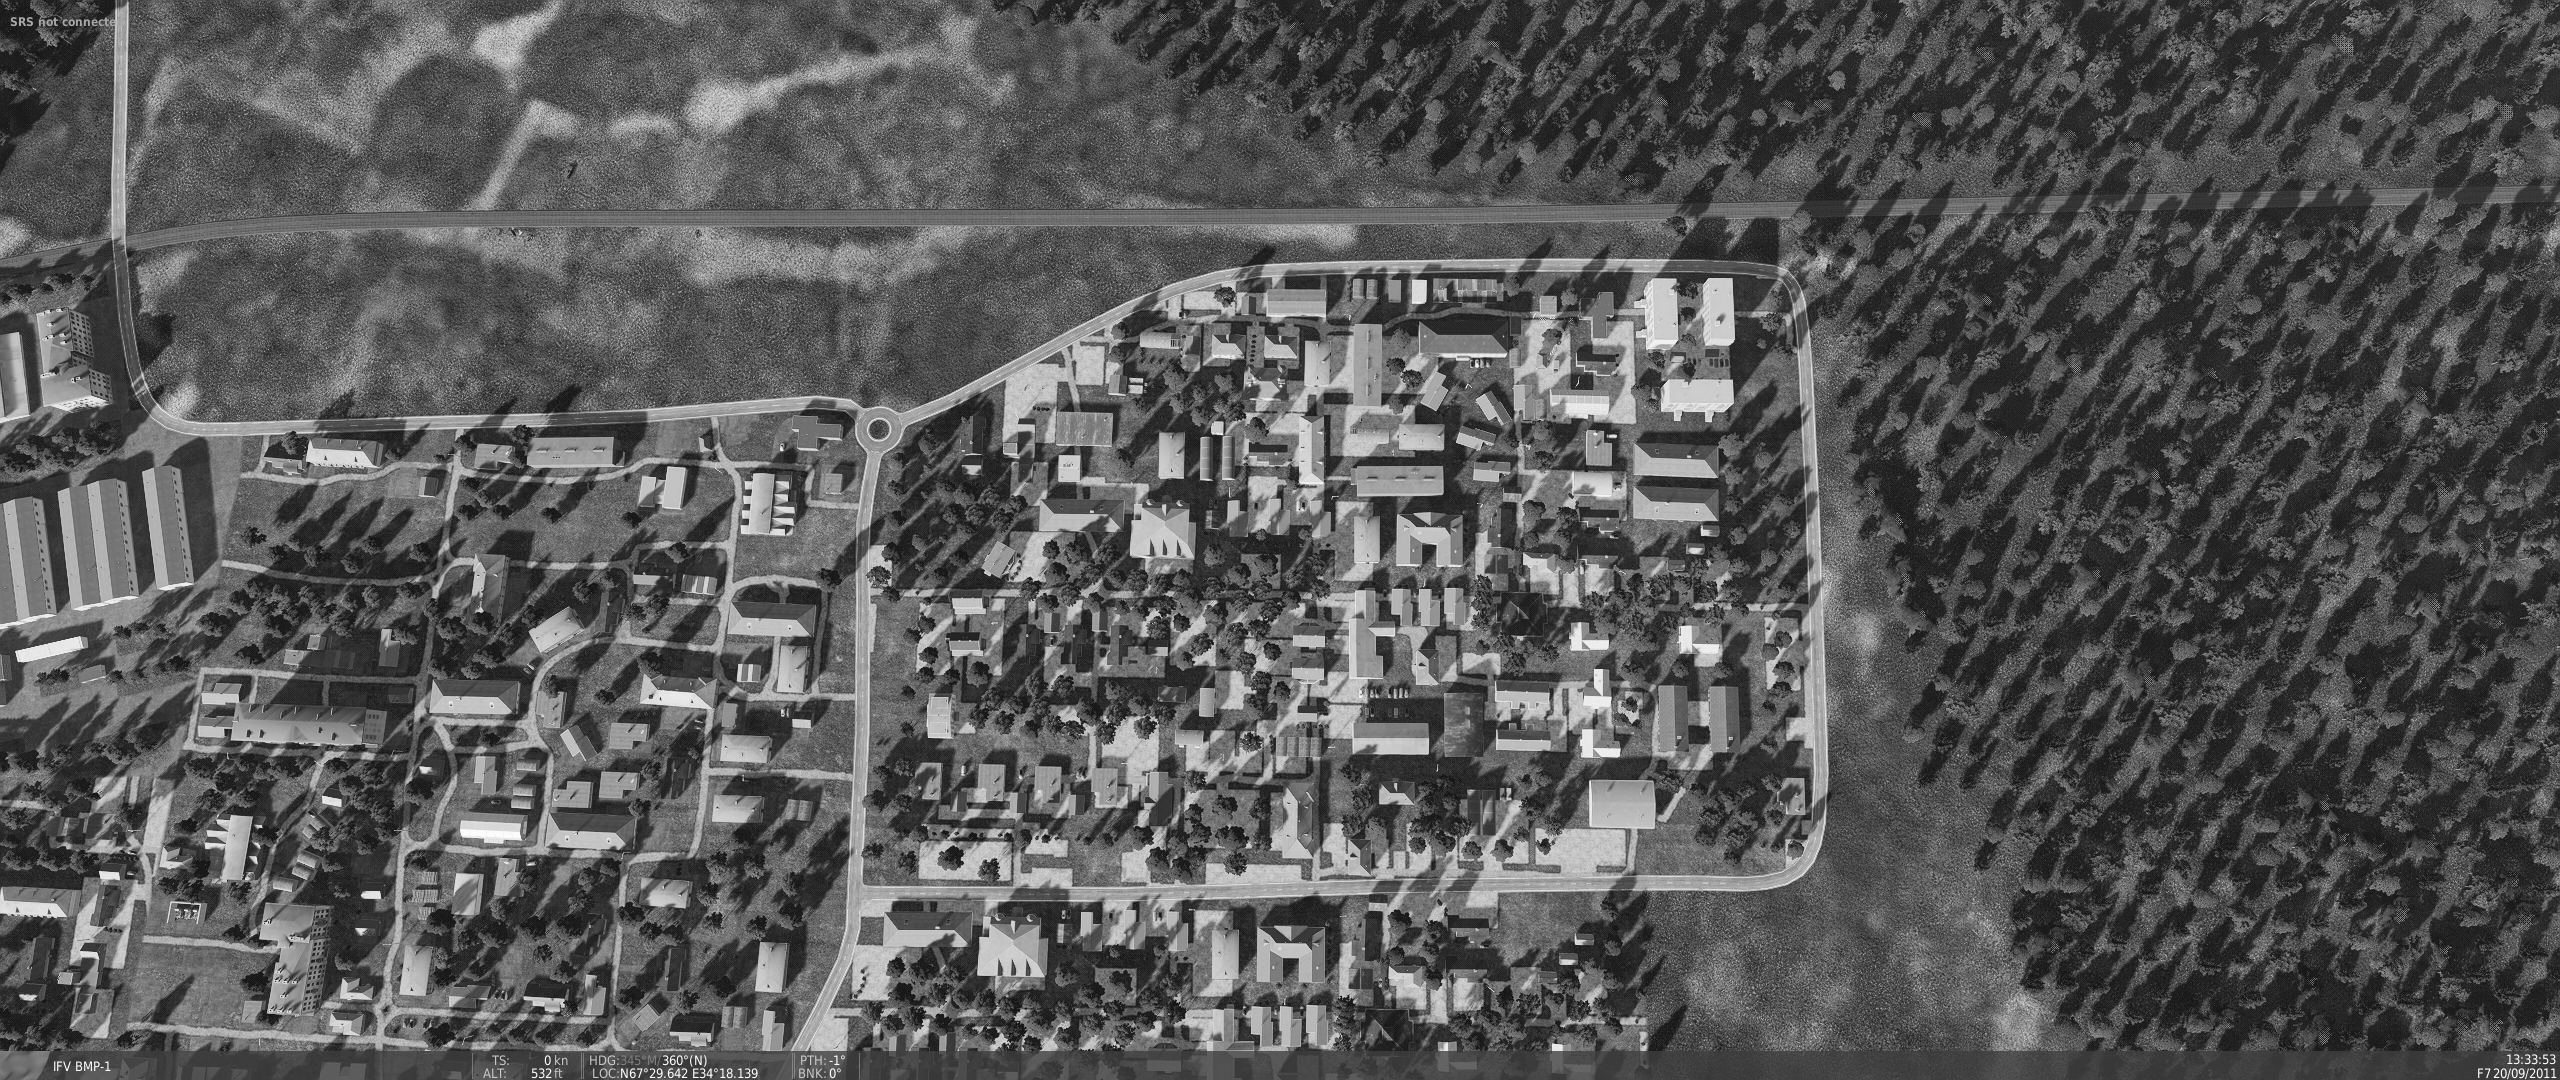 SRS not connecte
IFV BMP-1
TS: 0 kn
ALT: 532 ft
HDG:345°M/360°(N)
LOC:N67°29.642 E34°18.139
PTH: -1°
BNK: 0°
13:33:53
F7 20/09/2011